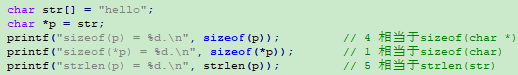 char str[] = "hello";
char *p = str;
printf("sizeof(p) = %d.\n", sizeof(p)); // 4 相当于sizeof(char *)
printf("sizeof(*p) = %d.\n", sizeof(*p)); // 1 相当于sizeof(char)
printf("strlen(p) = %d.\n", strlen(p)); // 5 相当于strlen(str)